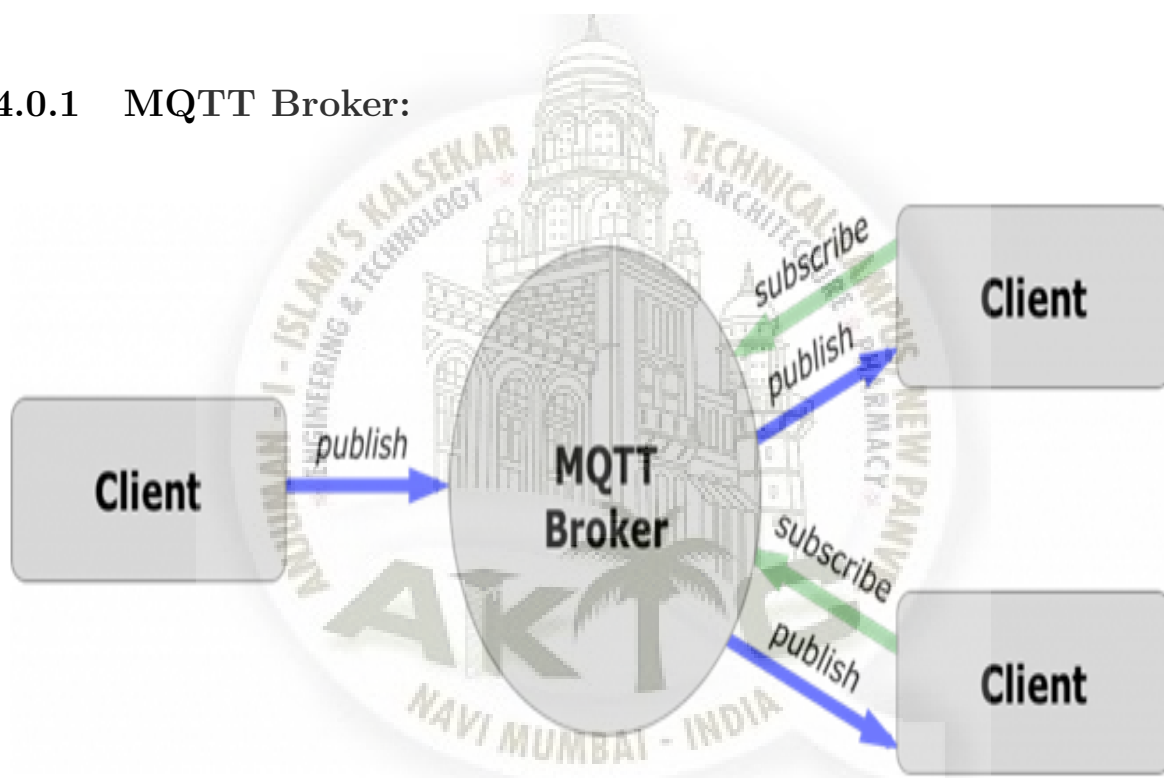 4.0.1 MQTT Broker:
ANJUMAN - I - ISLAM'S KALSEKAR TECHNICAL CAMPUS NEW PANVEL
ENGINEERING & TECHNOLOGY * ARCHITECTURE * PHARMACY *
subscribe
Client
publish
Client
publish
MQTT
Broker
subscribe
publish
Client
AKTC
NAVI MUMBAI - INDIA